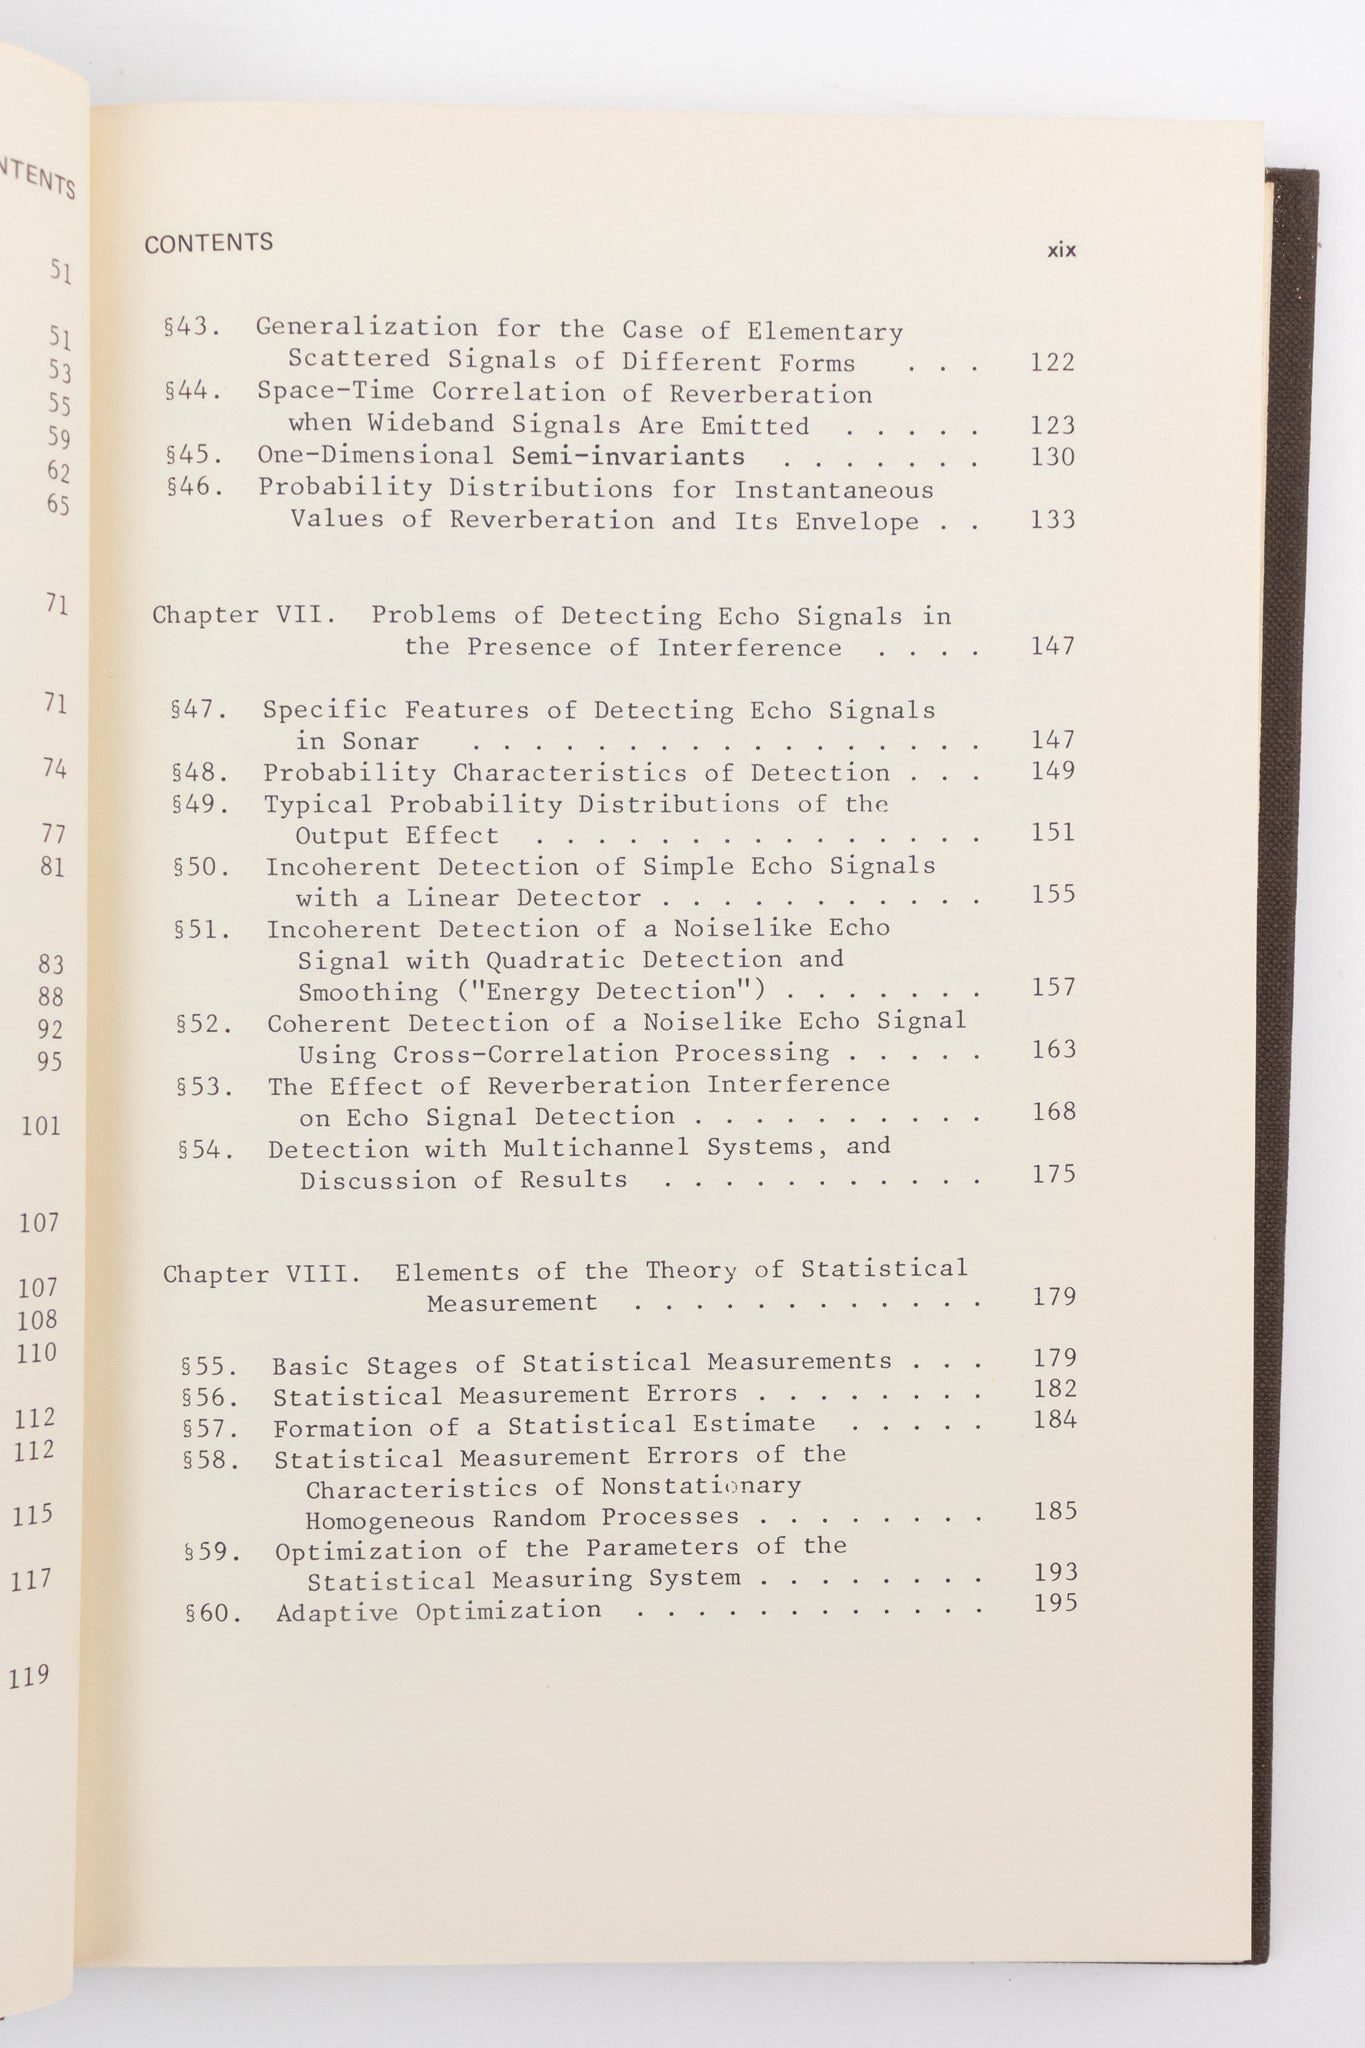 NTENTS
51
51
53
55
59
62
65
71
71
74
77
81
83
88
92
95
101
107
107
108
110
112
112
115
117
119
CONTENTS xix
§43. Generalization for the Case of Elementary
Scattered Signals of Different Forms . . . 122
§44. Space-Time Correlation of Reverberation
when Wideband Signals Are Emitted . . . . . 123
§45. One-Dimensional Semi-invariants . . . . . . . 130
§46. Probability Distributions for Instantaneous
Values of Reverberation and Its Envelope . . 133
Chapter VII. Problems of Detecting Echo Signals in
the Presence of Interference . . . . 147
§47. Specific Features of Detecting Echo Signals
in Sonar . . . . . . . . . . . . . . . . . 147
§48. Probability Characteristics of Detection . . . 149
§49. Typical Probability Distributions of the
Output Effect . . . . . . . . . . . . . . . 151
§50. Incoherent Detection of Simple Echo Signals
with a Linear Detector . . . . . . . . . . . 155
§51. Incoherent Detection of a Noiselike Echo
Signal with Quadratic Detection and
Smoothing ("Energy Detection") . . . . . . . 157
§52. Coherent Detection of a Noiselike Echo Signal
Using Cross-Correlation Processing . . . . . 163
§53. The Effect of Reverberation Interference
on Echo Signal Detection . . . . . . . . . . 168
§54. Detection with Multichannel Systems, and
Discussion of Results . . . . . . . . . . . 175
Chapter VIII. Elements of the Theory of Statistical
Measurement . . . . . . . . . . . . 179
§55. Basic Stages of Statistical Measurements . . . 179
§56. Statistical Measurement Errors . . . . . . . . 182
§57. Formation of a Statistical Estimate . . . . . 184
§58. Statistical Measurement Errors of the
Characteristics of Nonstationary
Homogeneous Random Processes . . . . . . . . 185
§59. Optimization of the Parameters of the
Statistical Measuring System . . . . . . . . 193
§60. Adaptive Optimization . . . . . . . . . . . . 195